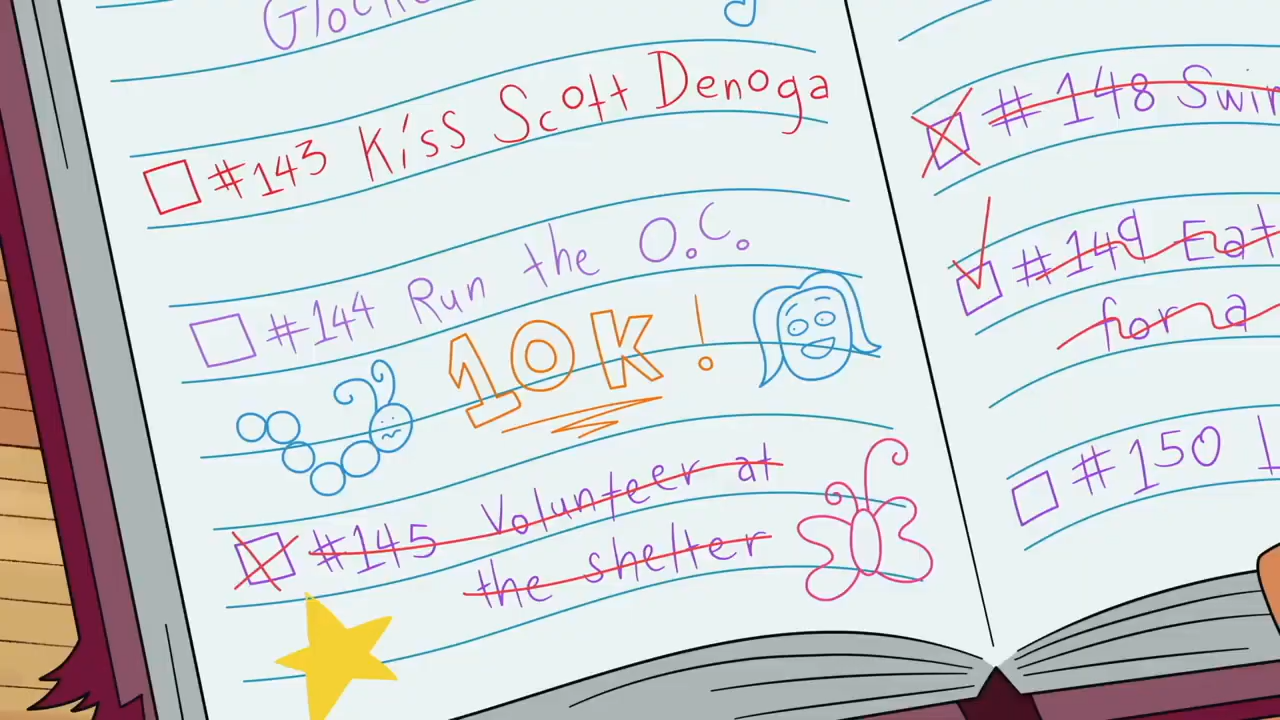 #143 Kiss Scott Denoga
#144 Run the O.C.
10K!
#145 Volunteer at
the shelter
#148
#149 Eat
for a
#150